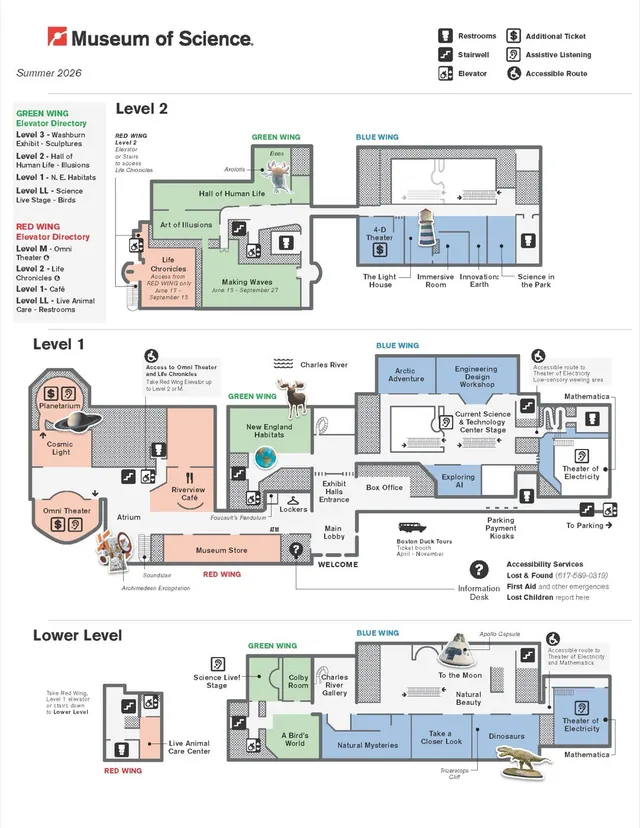 Museum of Science.
Summer 2026
Restrooms
Stairwell
Elevator
Additional Ticket
Assistive Listening
Accessible Route
GREEN WING
Elevator Directory
Level 3 - Washburn
Exhibit - Sculptures
Level 2 - Hall of
Human Life - Illusions
Level 1 - N. E. Habitats
Level LL - Science
Live Stage - Birds
RED WING
Elevator Directory
Level M - Omni
Theater
Level 2 - Life
Chronicles
Level 1- Café
Level LL - Live Animal
Care - Restrooms
Level 2
RED WING
Level 2
Elevator
or Stairs
to access
Life Chronicles
GREEN WING
BLUE WING
Bees
Axolotls
Hall of Human Life
Art of Illusions
Life
Chronicles
Access from
RED WING only
June 17 -
September 13
Making Waves
June 15 - September 27
4-D
Theater
The Light
House
Immersive
Room
Innovation:
Earth
Science in
the Park
Level 1
Access to Omni Theater
and Life Chronicles
Take Red Wing Elevator up
to Level 2 or M.
Charles River
BLUE WING
Accessible route to
Theater of Electricity
Low-sensory viewing area
Mathematica
GREEN WING
Planetarium
Cosmic
Light
Omni Theater
Atrium
Riverview
Café
New England
Habitats
Foucault's Pendulum
Lockers
ATM
Exhibit
Halls
Entrance
Main
Lobby
Box Office
Arctic
Adventure
Engineering
Design
Workshop
Current Science
& Technology
Center Stage
Exploring
AI
Theater of
Electricity
Museum Store
Soundstair
Archimedean Excogitation
RED WING
WELCOME
Boston Duck Tours
Ticket booth
April - November
Parking
Payment
Kiosks
To Parking
Information
Desk
Accessibility Services
Lost & Found (617-589-0319)
First Aid and other emergencies
Lost Children report here
Lower Level
BLUE WING
Apollo Capsule
GREEN WING
Accessible route to
Theater of Electricity
and Mathematica
Take Red Wing,
Level 1 elevator
or stairs down
to Lower Level
Live Animal
Care Center
RED WING
Science Live!
Stage
Colby
Room
Charles
River
Gallery
To the Moon
Natural
Beauty
A Bird's
World
Natural Mysteries
Take a
Closer Look
Dinosaurs
Triceratops
Cliff
Theater of
Electricity
Mathematica